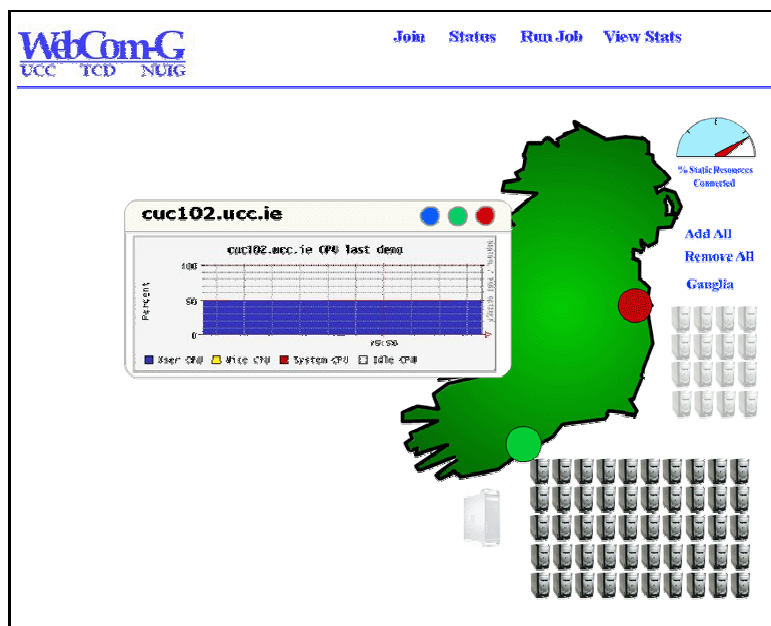 WebCom-G
UCC TCD NUIG
Join Status Run Job View Stats
% Static Resources
Connected
cuc102.ucc.ie
cuc102.ucc.ie CPU last demo
Percent
100
50
0
User CPU Nice CPU System CPU Idle CPU
Add All
Remove All
Ganglia